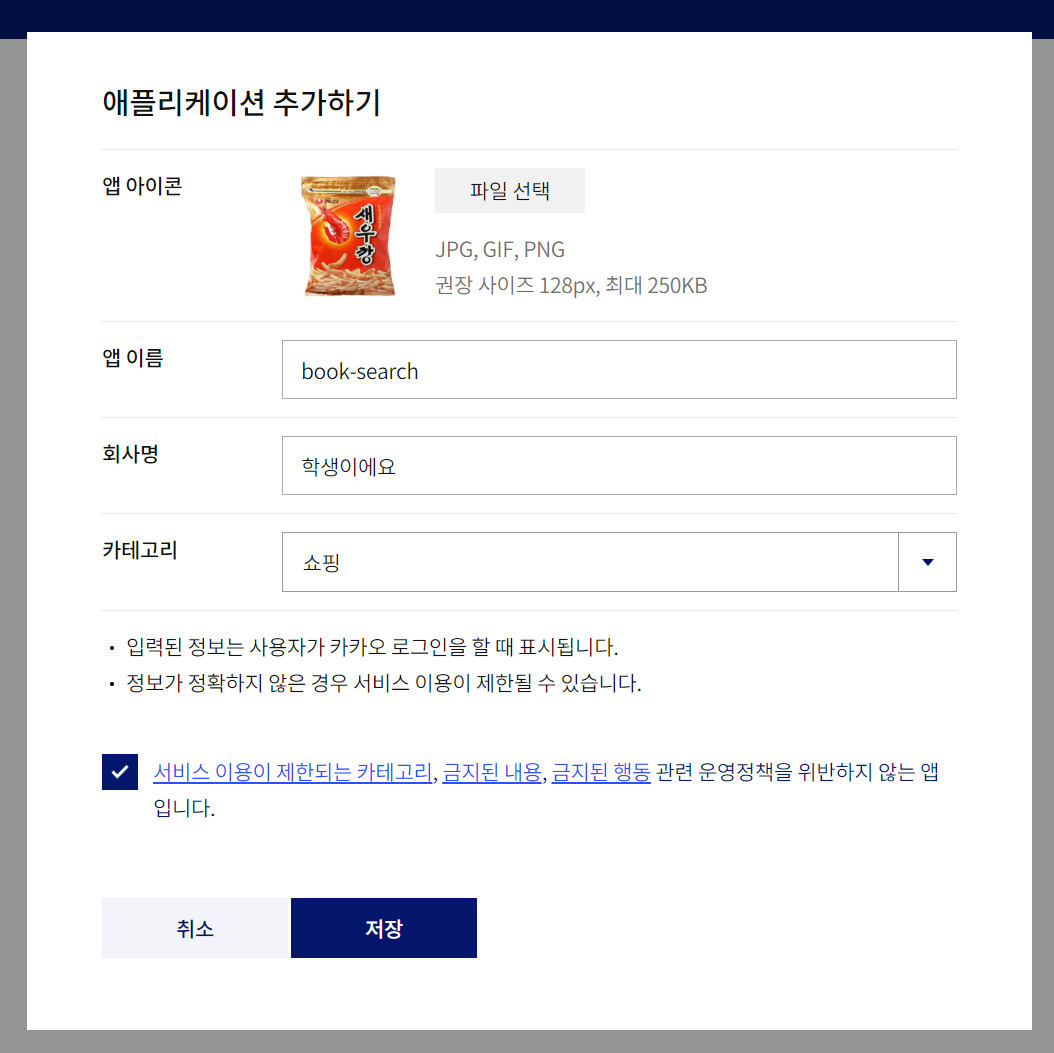 애플리케이션 추가하기
앱 아이콘
농심
새우깡
파일 선택
JPG, GIF, PNG
권장 사이즈 128px, 최대 250KB
앱 이름
book-search
회사명
학생이에요
카테고리
쇼핑
• 입력된 정보는 사용자가 카카오 로그인을 할 때 표시됩니다.
• 정보가 정확하지 않은 경우 서비스 이용이 제한될 수 있습니다.
서비스 이용이 제한되는 카테고리, 금지된 내용, 금지된 행동 관련 운영정책을 위반하지 않는 앱
입니다.
취소
저장